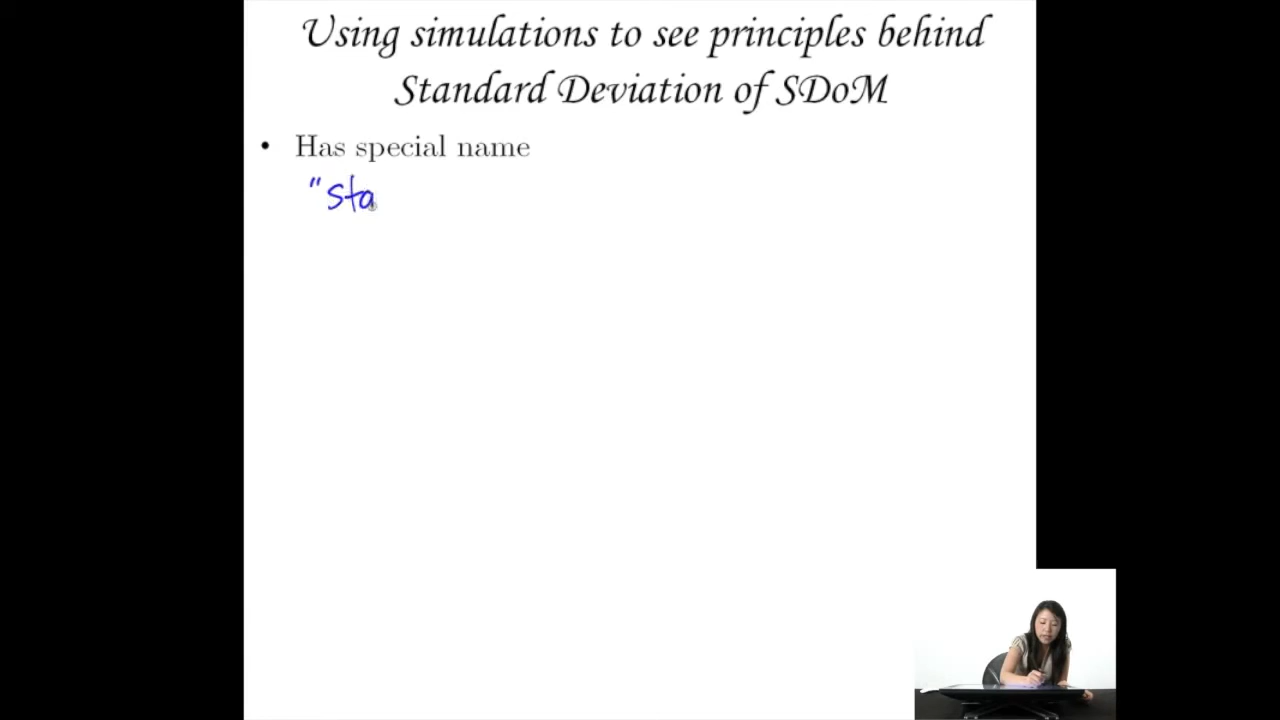 Using simulations to see principles behind
Standard Deviation of SDoM
• Has special name
"sta